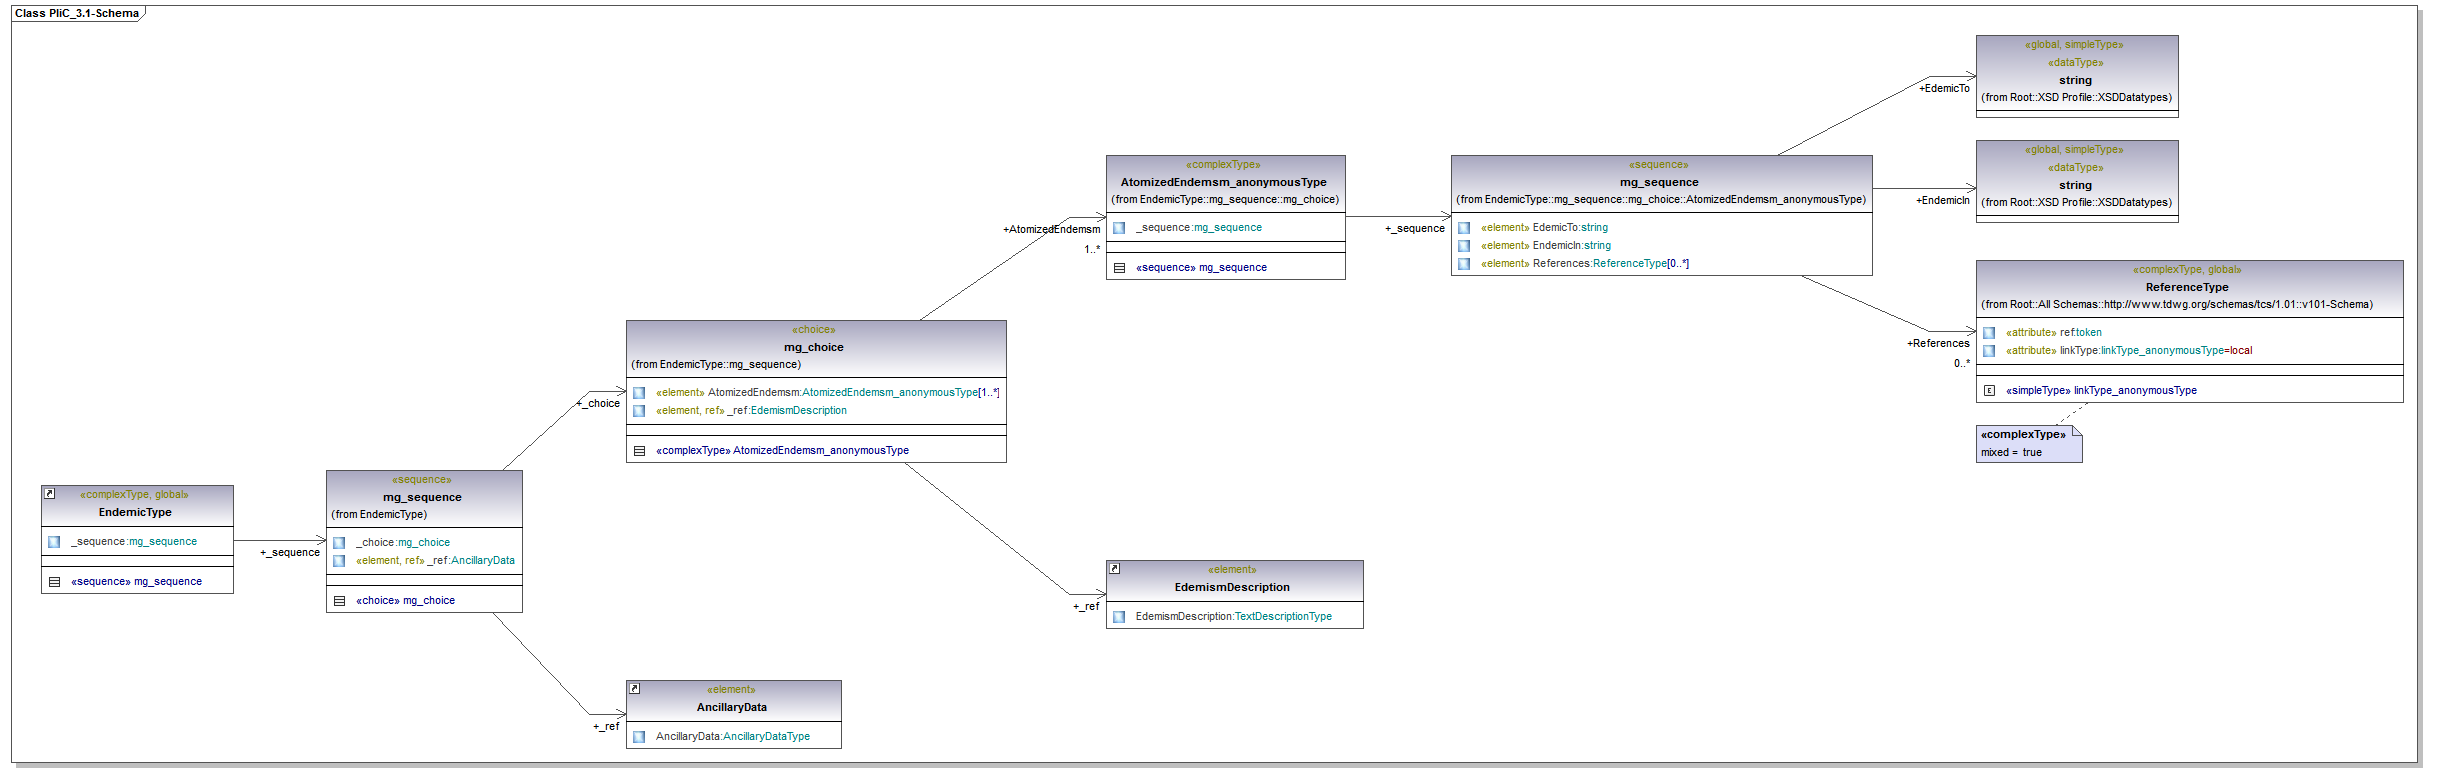 Class PliC_3.1-Schema
«complexType, global»
EndemicType
_sequence:mg_sequence
«sequence» mg_sequence
+_sequence
«sequence»
mg_sequence
(from EndemicType)
_choice:mg_choice
«element, ref» _ref:AncillaryData
«choice» mg_choice
+_choice
+_ref
«choice»
mg_choice
(from EndemicType::mg_sequence)
«element» AtomizedEndemsm:AtomizedEndemsm_anonymousType[1..*]
«element, ref» _ref:EdemismDescription
«complexType» AtomizedEndemsm_anonymousType
«element»
AncillaryData
AncillaryData:AncillaryDataType
+AtomizedEndemsm
1..*
+_ref
«complexType»
AtomizedEndemsm_anonymousType
(from EndemicType::mg_sequence::mg_choice)
_sequence:mg_sequence
«sequence» mg_sequence
«element»
EdemismDescription
EdemismDescription:TextDescriptionType
+_sequence
«sequence»
mg_sequence
(from EndemicType::mg_sequence::mg_choice::AtomizedEndemsm_anonymousType)
«element» EdemicTo:string
«element» EndemicIn:string
«element» References:ReferenceType[0..*]
+EdemicTo
+EndemicIn
+References
0..*
«global, simpleType»
«dataType»
string
(from Root::XSD Profile::XSDDatatypes)
«global, simpleType»
«dataType»
string
(from Root::XSD Profile::XSDDatatypes)
«complexType, global»
ReferenceType
(from Root::All Schemas::http://www.tdwg.org/schemas/tcs/1.01::v101-Schema)
«attribute» ref:token
«attribute» linkType:linkType_anonymousType=local
E
«simpleType» linkType_anonymousType
«complexType»
mixed = true